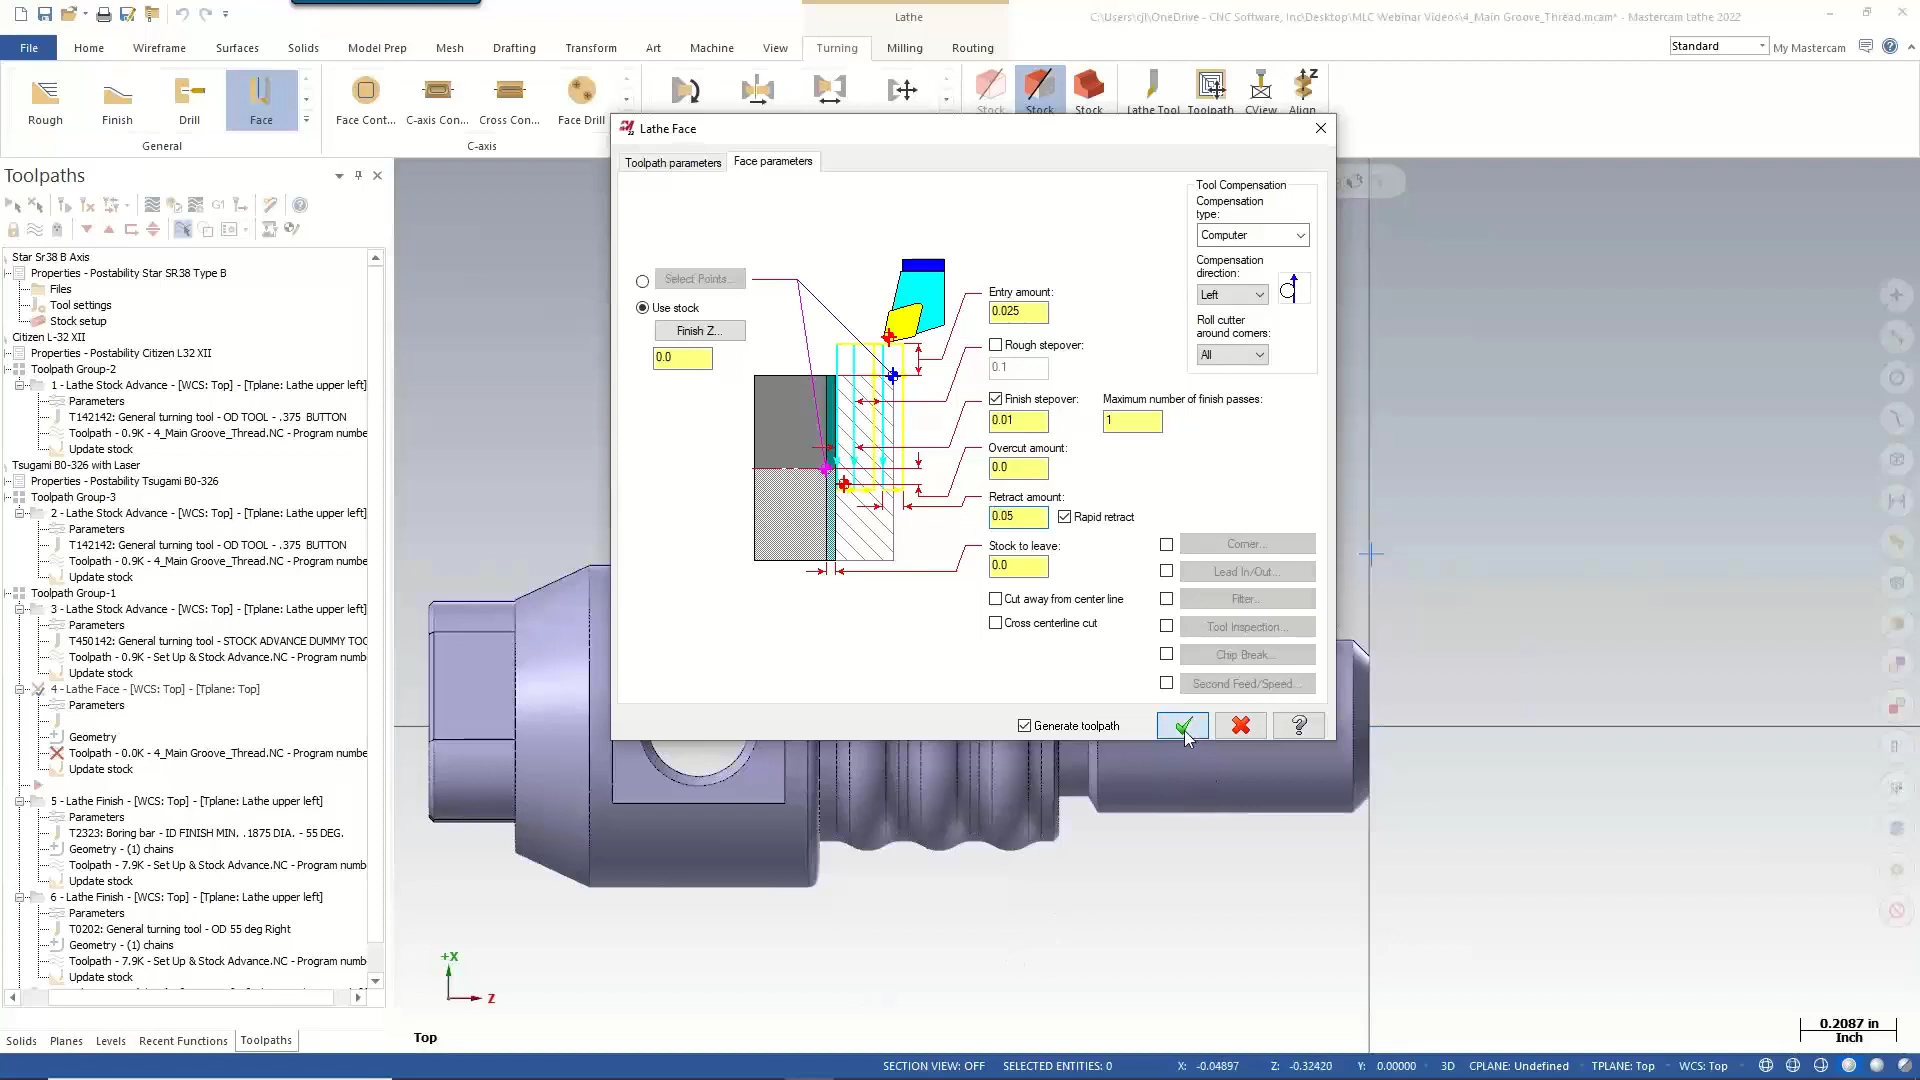 Lathe
C:\Users\cjl\OneDrive - CNC Software, Inc\Desktop\MLC Webinar Videos\4_Main Groove_Thread.mcam* - Mastercam Lathe 2022
File
Home
Wireframe
Surfaces
Solids
Model Prep
Mesh
Drafting
Transform
Art
Machine
View
Turning
Milling
Routing
Standard
My Mastercam
Rough
Finish
Drill
Face
Face Cont...
C-axis Con...
Cross Con...
Face Drill
Stock
Stock
Stock
Lathe Tool
Toolpath
CView
Align
General
C-axis
Toolpaths
G1
Star Sr38 B Axis
Properties - Postability Star SR38 Type B
Files
Tool settings
Stock setup
Citizen L-32 XII
Properties - Postability Citizen L32 XII
Toolpath Group-2
1 - Lathe Stock Advance - [WCS: Top] - [Tplane: Lathe upper left]
Parameters
T142142: General turning tool - OD TOOL - .375  BUTTON
Toolpath - 0.9K - 4_Main Groove_Thread.NC - Program numbe
Update stock
Tsugami B0-326 with Laser
Properties - Postability Tsugami B0-326
Toolpath Group-3
2 - Lathe Stock Advance - [WCS: Top] - [Tplane: Lathe upper left]
Parameters
T142142: General turning tool - OD TOOL - .375  BUTTON
Toolpath - 0.9K - 4_Main Groove_Thread.NC - Program numbe
Update stock
Toolpath Group-1
3 - Lathe Stock Advance - [WCS: Top] - [Tplane: Lathe upper left]
Parameters
T450142: General turning tool - STOCK ADVANCE DUMMY TOO
Toolpath - 0.9K - Set Up & Stock Advance.NC - Program numb
Update stock
4 - Lathe Face - [WCS: Top] - [Tplane: Top]
Parameters
Geometry
Toolpath - 0.0K - 4_Main Groove_Thread.NC - Program numbe
Update stock
5 - Lathe Finish - [WCS: Top] - [Tplane: Lathe upper left]
Parameters
T2323: Boring bar - ID FINISH MIN. .1875 DIA. - 55 DEG.
Geometry - (1) chains
Toolpath - 7.9K - Set Up & Stock Advance.NC - Program numb
Update stock
6 - Lathe Finish - [WCS: Top] - [Tplane: Lathe upper left]
Parameters
T0202: General turning tool - OD 55 deg Right
Geometry - (1) chains
Toolpath - 7.9K - Set Up & Stock Advance.NC - Program numb
Update stock
Solids
Planes
Levels
Recent Functions
Toolpaths
Lathe Face
Toolpath parameters
Face parameters
Select Points...
Use stock
Finish Z...
0.0
Entry amount:
0.025
Rough stepover:
0.1
Finish stepover:
0.01
Maximum number of finish passes:
1
Overcut amount:
0.0
Retract amount:
0.05
Rapid retract
Stock to leave:
0.0
Cut away from center line
Cross centerline cut
Tool Compensation
Compensation
type:
Computer
Compensation
direction:
Left
Roll cutter
around corners:
All
Corner...
Lead In/Out...
Filter...
Tool Inspection...
Chip Break...
Second Feed/Speed...
Generate toolpath
+X
Z
Top
0.2087 in
Inch
SECTION VIEW: OFF
SELECTED ENTITIES: 0
X: -0.04897
Z: -0.32420
Y: 0.00000
3D
CPLANE: Undefined
TPLANE: Top
WCS: Top